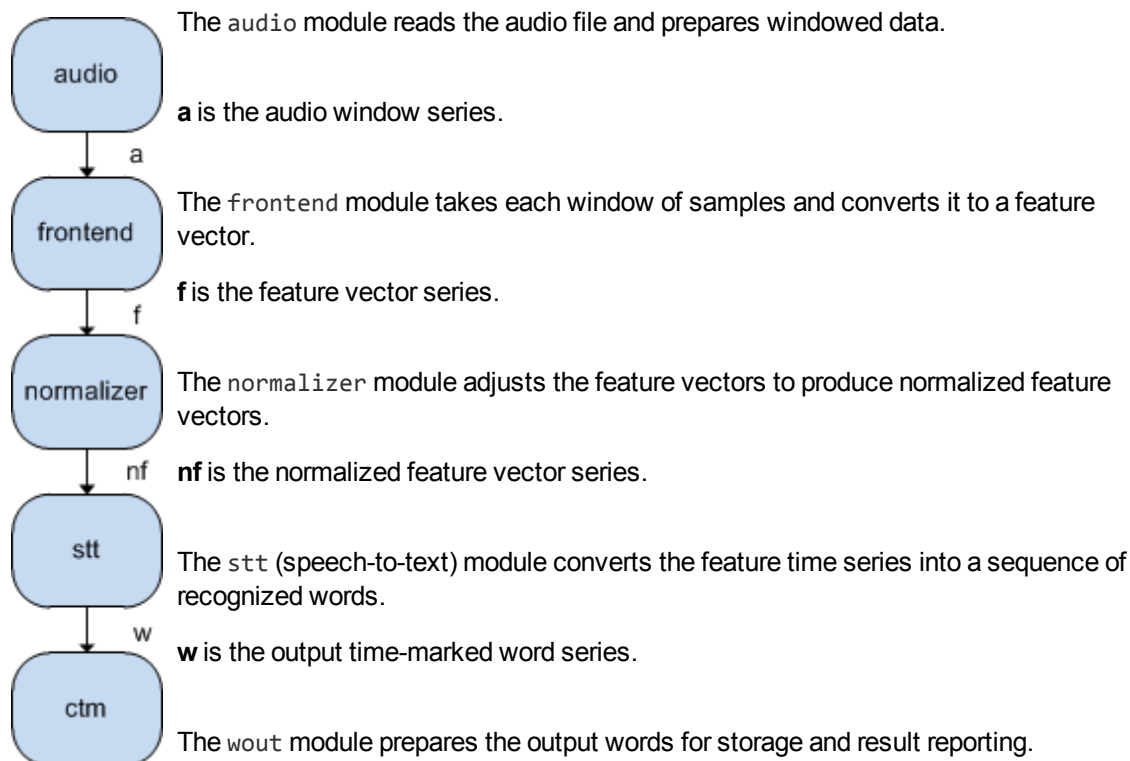 The audio module reads the audio file and prepares windowed data.
audio
a is the audio window series.
a
The frontend module takes each window of samples and converts it to a feature
vector.
frontend
f is the feature vector series.
f
The normalizer module adjusts the feature vectors to produce normalized feature
vectors.
normalizer
nf
nf is the normalized feature vector series.
stt
The stt (speech-to-text) module converts the feature time series into a sequence of
recognized words.
w
w is the output time-marked word series.
ctm
The wout module prepares the output words for storage and result reporting.